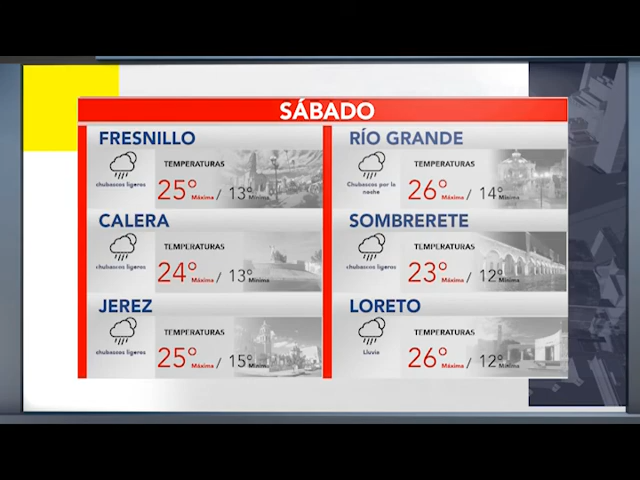 SÁBADO
FRESNILLO
TEMPERATURAS
chubascos ligeros
25° Máxima / 13° Mínima
CALERA
TEMPERATURAS
chubascos ligeros
24° Máxima / 13° Mínima
JEREZ
TEMPERATURAS
chubascos ligeros
25° Máxima / 15° Mínima
RÍO GRANDE
TEMPERATURAS
Chubascos por la
noche
26° Máxima / 14° Mínima
SOMBRERETE
TEMPERATURAS
chubascos ligeros
23° Máxima / 12° Mínima
LORETO
TEMPERATURAS
Lluvia
26° Máxima / 12° Mínima